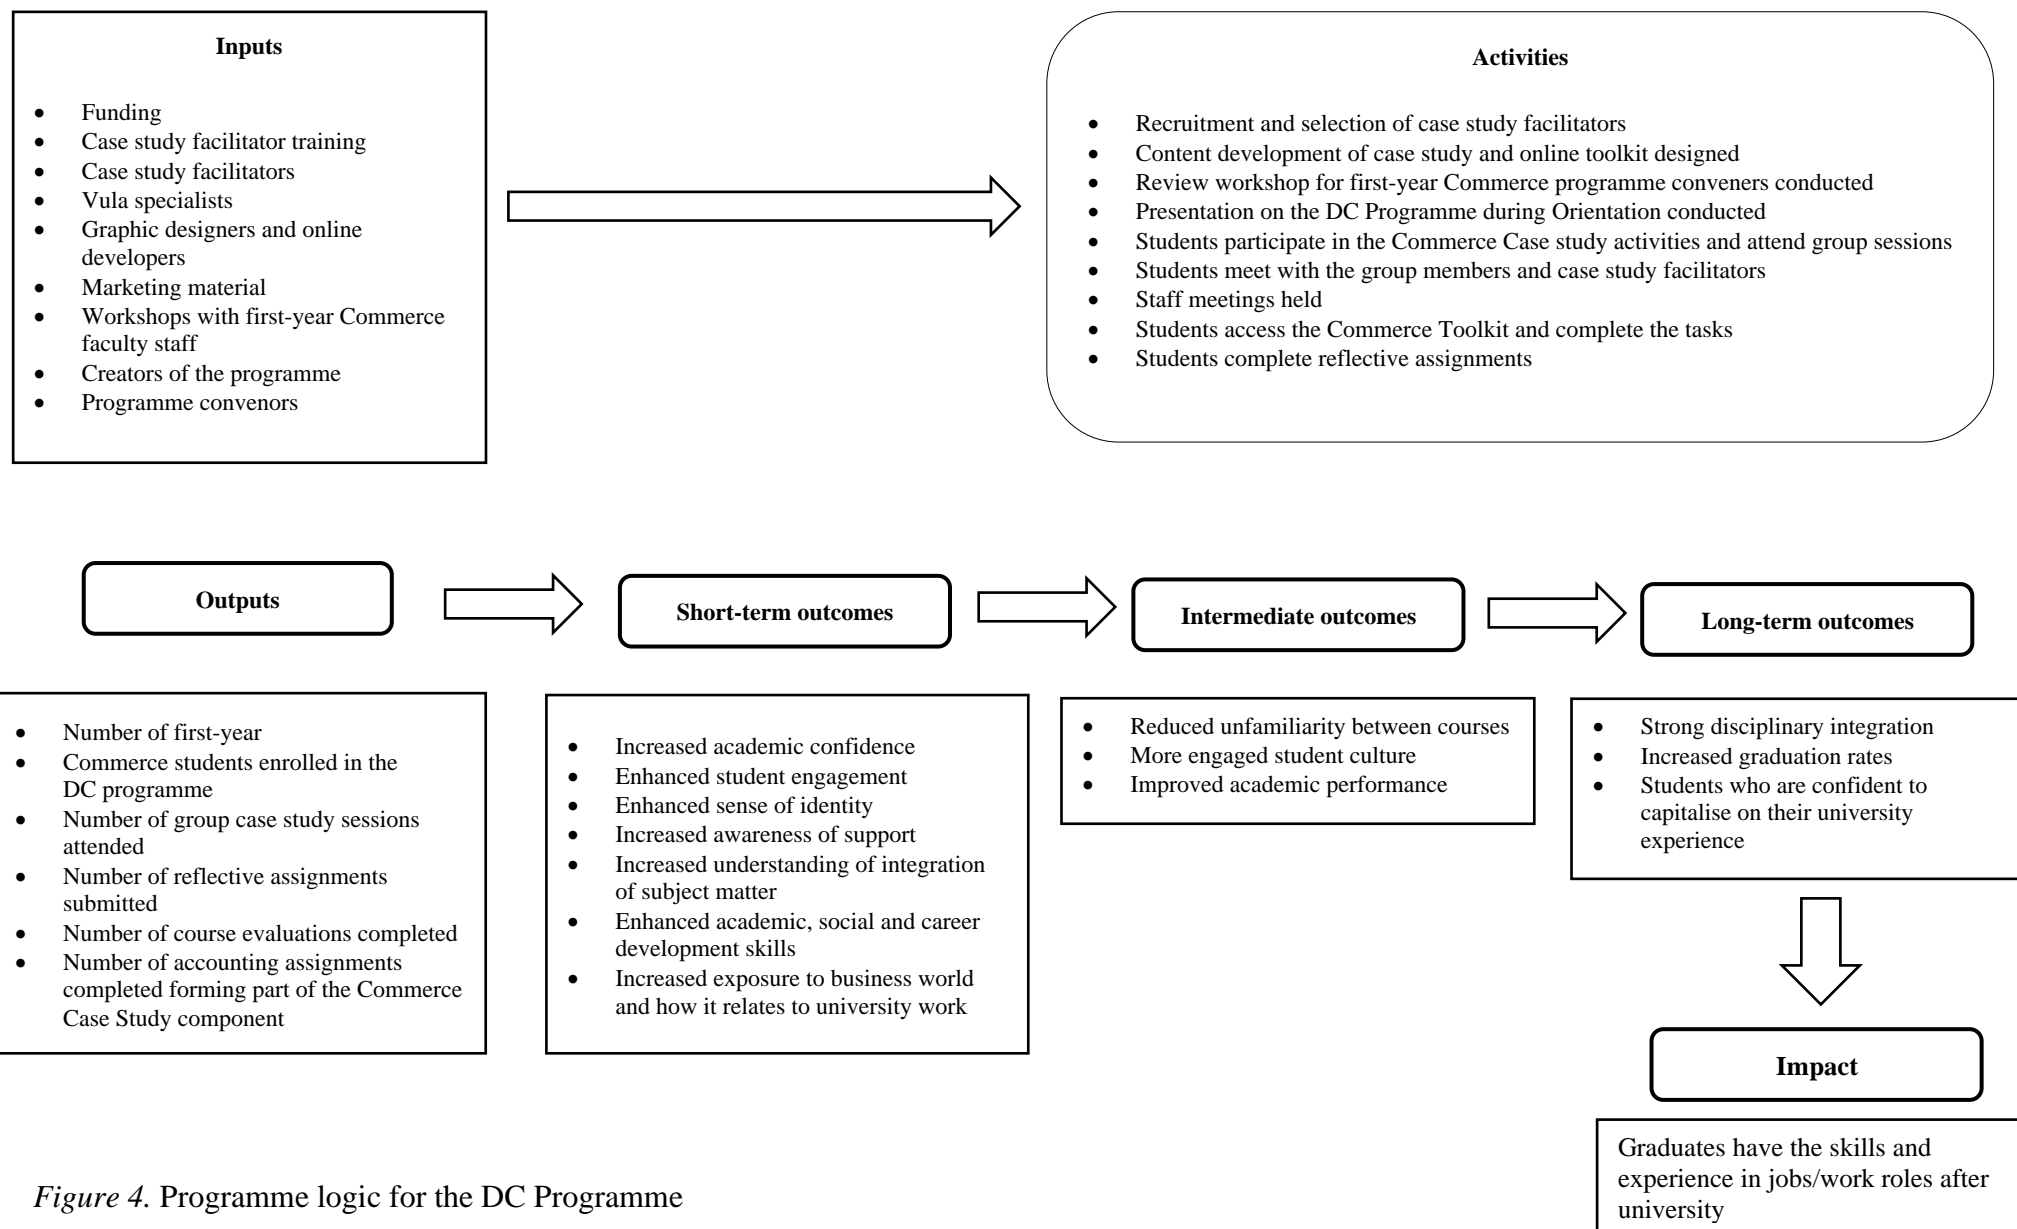 Inputs
• Funding
• Case study facilitator training
• Case study facilitators
• Vula specialists
• Graphic designers and online
developers
• Marketing material
• Workshops with first-year Commerce
faculty staff
• Creators of the programme
• Programme convenors
Activities
• Recruitment and selection of case study facilitators
• Content development of case study and online toolkit designed
• Review workshop for first-year Commerce programme conveners conducted
• Presentation on the DC Programme during Orientation conducted
• Students participate in the Commerce Case study activities and attend group sessions
• Students meet with the group members and case study facilitators
• Staff meetings held
• Students access the Commerce Toolkit and complete the tasks
• Students complete reflective assignments
Outputs
• Number of first-year
• Commerce students enrolled in the
DC programme
• Number of group case study sessions
attended
• Number of reflective assignments
submitted
• Number of course evaluations completed
• Number of accounting assignments
completed forming part of the Commerce
Case Study component
Short-term outcomes
• Increased academic confidence
• Enhanced student engagement
• Enhanced sense of identity
• Increased awareness of support
• Increased understanding of integration
of subject matter
• Enhanced academic, social and career
development skills
• Increased exposure to business world
and how it relates to university work
Intermediate outcomes
• Reduced unfamiliarity between courses
• More engaged student culture
• Improved academic performance
Long-term outcomes
• Strong disciplinary integration
• Increased graduation rates
• Students who are confident to
capitalise on their university
experience
Impact
Graduates have the skills and
experience in jobs/work roles after
university
Figure 4. Programme logic for the DC Programme